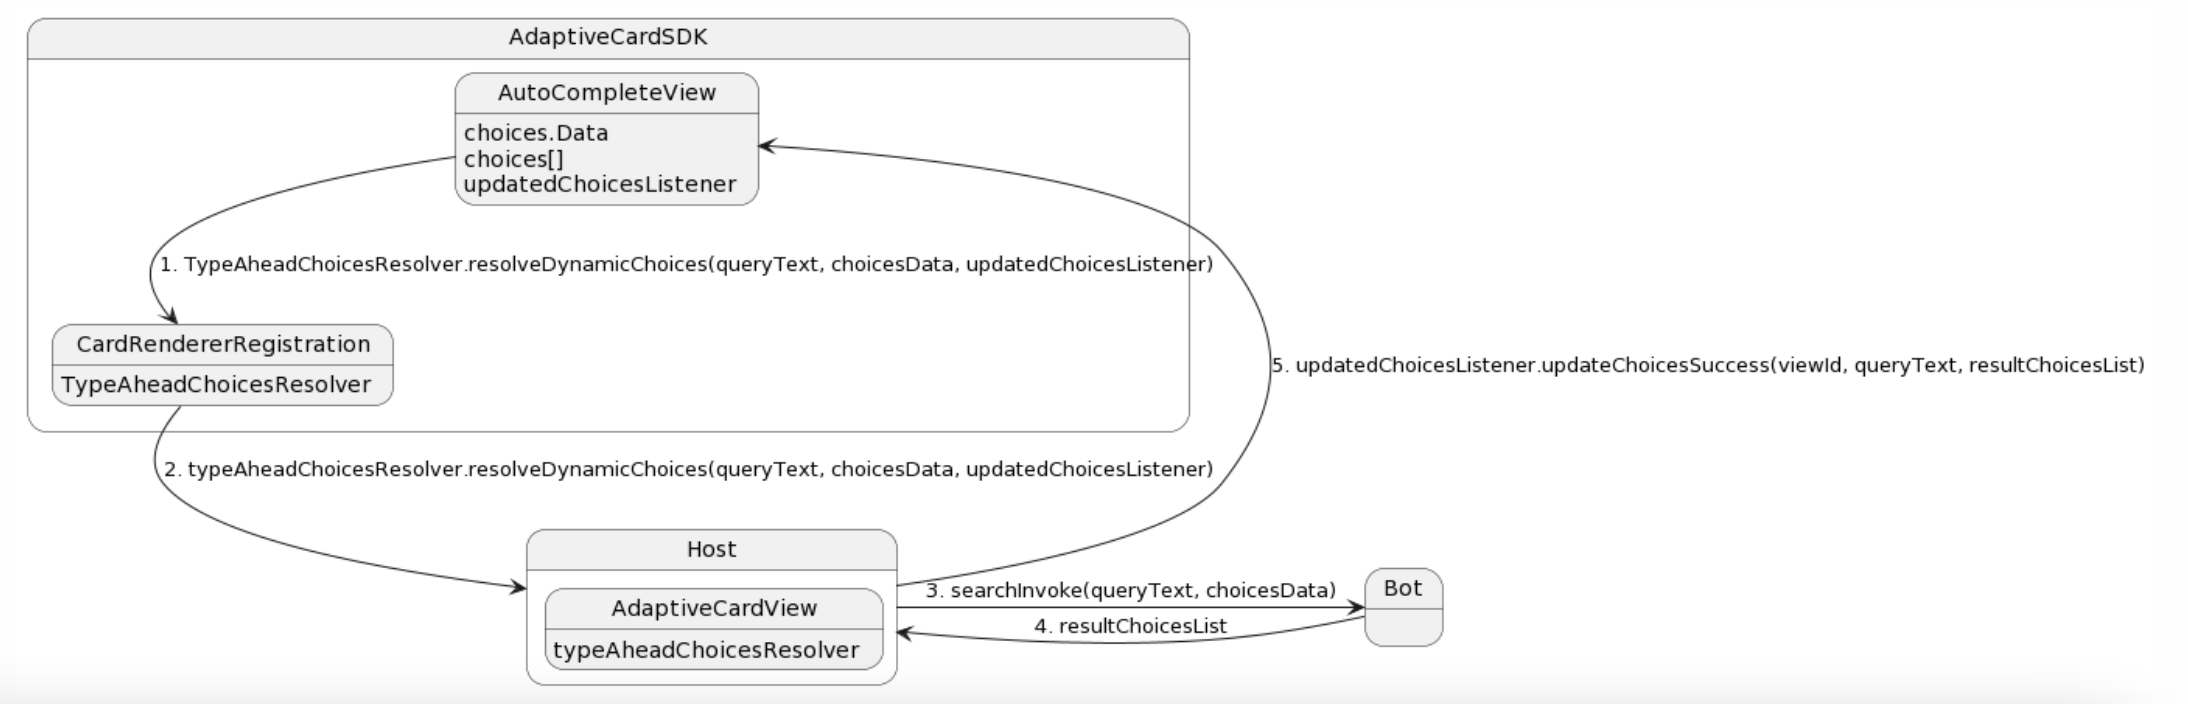 AdaptiveCardSDK
AutoCompleteView
choices.Data
choices[]
updatedChoicesListener
1. TypeAheadChoicesResolver.resolveDynamicChoices(queryText, choicesData, updatedChoicesListener)
CardRendererRegistration
TypeAheadChoicesResolver
5. updatedChoicesListener.updateChoicesSuccess(viewId, queryText, resultChoicesList)
2. typeAheadChoicesResolver.resolveDynamicChoices(queryText, choicesData, updatedChoicesListener)
Host
AdaptiveCardView
typeAheadChoicesResolver
3. searchInvoke(queryText, choicesData)
4. resultChoicesList
Bot